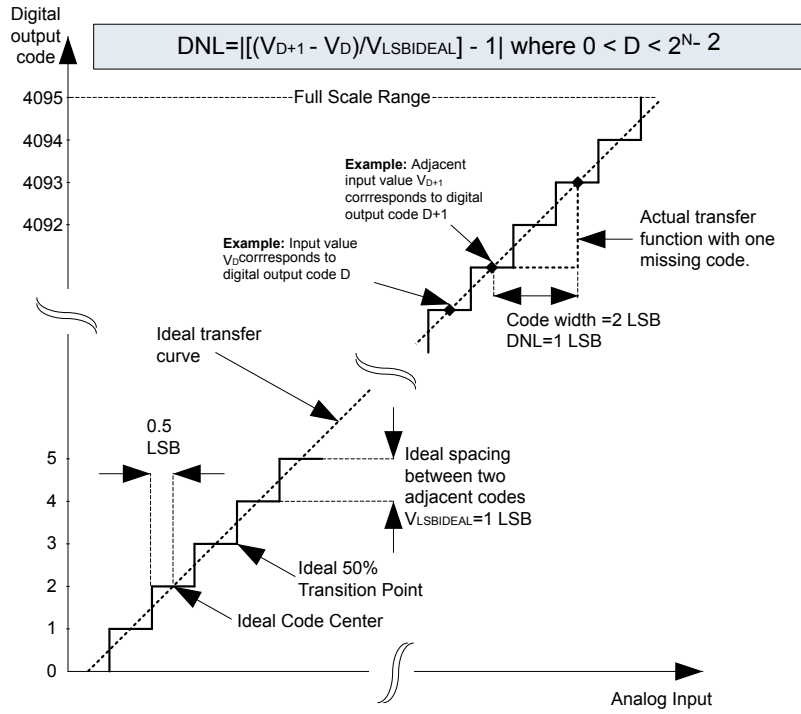 Digital
output
code
DNL=|[(VD+1 - VD)/VLSBIDEAL] - 1| where 0 < D < 2^N- 2
4095
Full Scale Range
4094
4093
4092
Example: Adjacent
input value VD+1
corrresponds to digital
output code D+1
Example: Input value
VDcorrresponds to
digital output code D
Actual transfer
function with one
missing code.
Code width =2 LSB
DNL=1 LSB
Ideal transfer
curve
0.5
LSB
5
4
3
2
1
0
Ideal spacing
between two
adjacent codes
VLSBIDEAL=1 LSB
Ideal 50%
Transition Point
Ideal Code Center
Analog Input